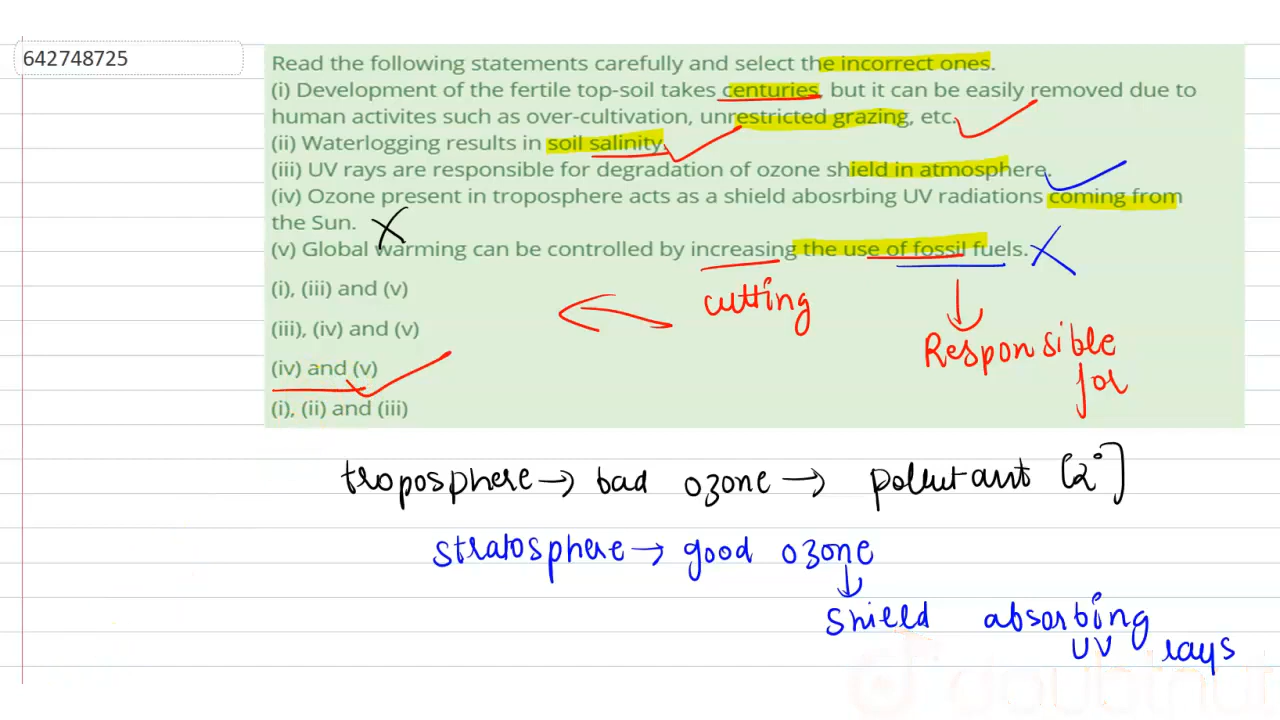 642748725
Read the following statements carefully and select the incorrect ones.
(i) Development of the fertile top-soil takes centuries, but it can be easily removed due to
human activites such as over-cultivation, unrestricted grazing, etc.
(ii) Waterlogging results in soil salinity.
(iii) UV rays are responsible for degradation of ozone shield in atmosphere.
(iv) Ozone present in troposphere acts as a shield abosrbing UV radiations coming from
the Sun.
(v) Global warming can be controlled by increasing the use of fossil fuels.
(i), (iii) and (v)
cutting
(iii), (iv) and (v)
Responsible
for
(iv) and (v)
(i), (ii) and (iii)
troposphere → bad ozone → pollutant [2°]
stratosphere → good ozone
shield absorbing
UV rays
doubtnut